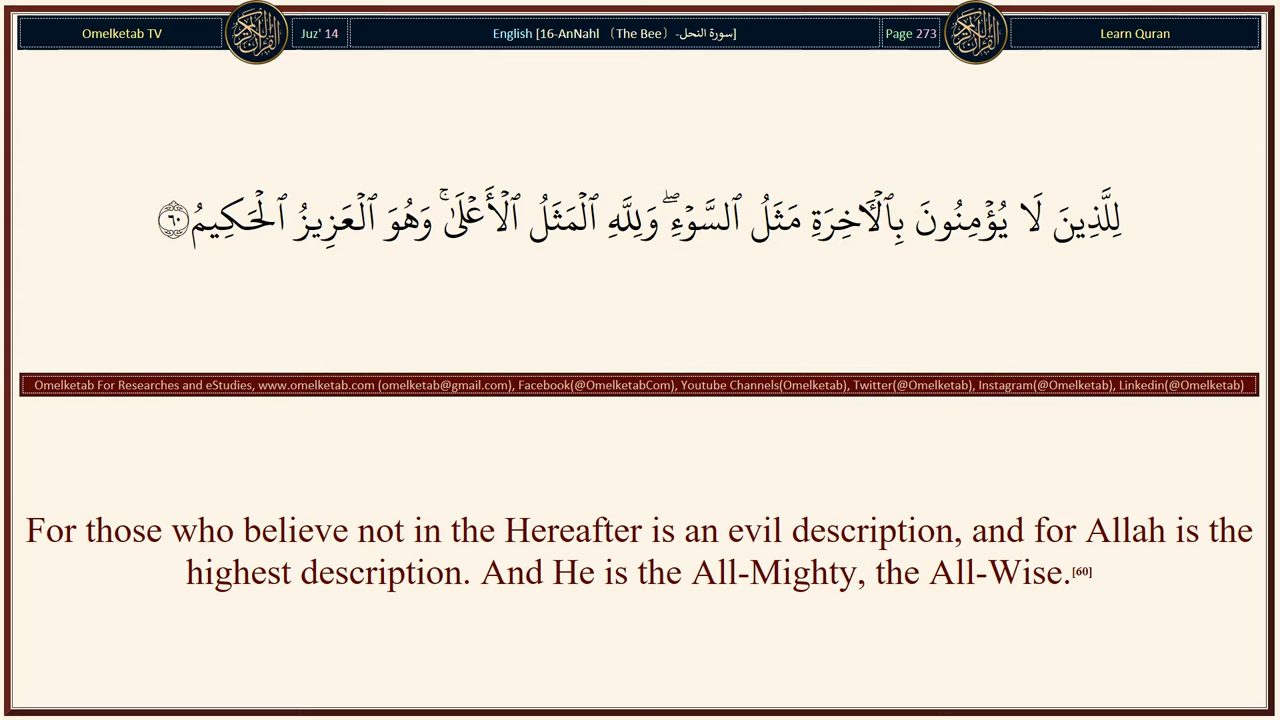 Omelketab TV
Juz' 14
English [16-AnNahl 〔The Bee〕 -سورة النحل]
Page 273
Learn Quran
لِلَّذِينَ لَا يُؤۡمِنُونَ بِٱلۡأٓخِرَةِ مَثَلُ ٱلسَّوۡءِۖ وَلِلَّهِ ٱلۡمَثَلُ ٱلۡأَعۡلَىٰۚ وَهُوَ ٱلۡعَزِيزُ ٱلۡحَكِيمُ ٦٠
Omelketab For Researches and eStudies, www.omelketab.com (omelketab@gmail.com), Facebook(@OmelketabCom), Youtube Channels(Omelketab), Twitter(@Omelketab), Instagram(@Omelketab), Linkedin(@Omelketab)
For those who believe not in the Hereafter is an evil description, and for Allah is the
highest description. And He is the All-Mighty, the All-Wise.[60]